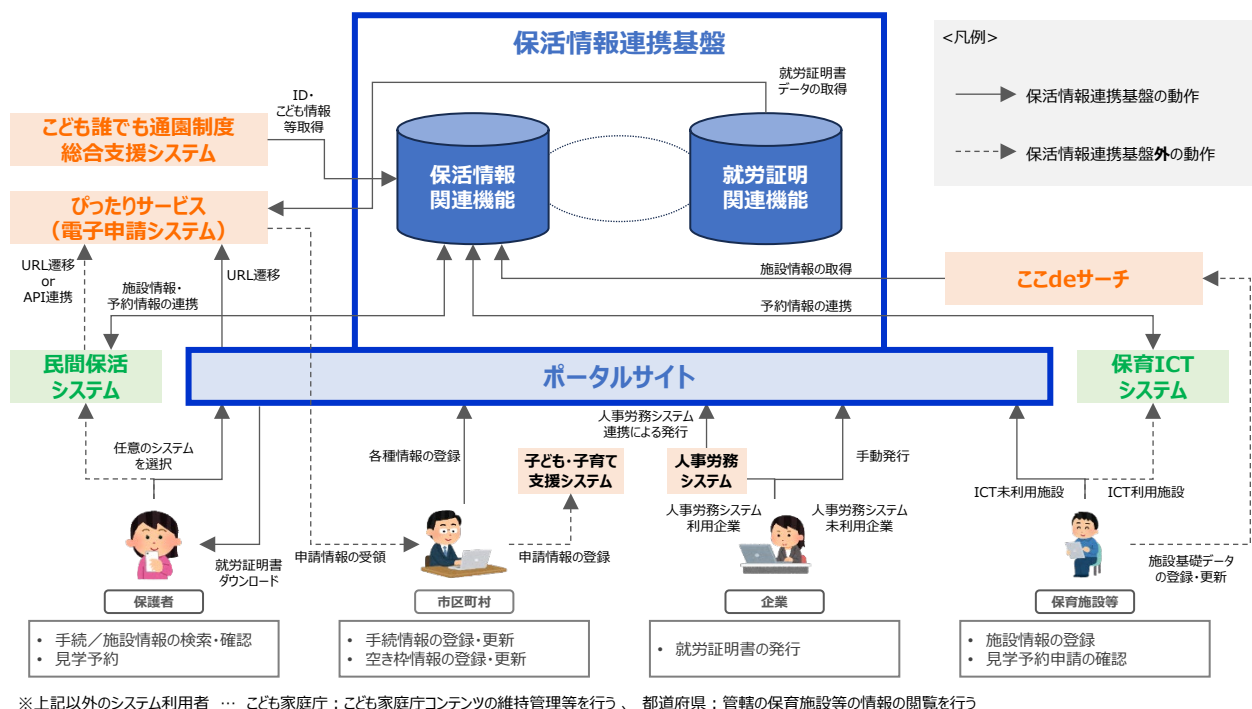 保活情報連携基盤
<凡例>
保活情報連携基盤の動作
保活情報連携基盤外の動作
ID・
こども情報
等取得
就労証明書
データの取得
こども誰でも通園制度
総合支援システム
保活情報
関連機能
就労証明
関連機能
ぴったりサービス
（電子申請システム）
URL遷移
or
API連携
施設情報・
予約情報の連携
URL遷移
施設情報の取得
ここdeサーチ
予約情報の連携
民間保活
システム
ポータルサイト
保育ICT
システム
任意のシステム
を選択
各種情報の登録
人事労務システム
連携による発行
手動発行
子ども・子育て
支援システム
人事労務
システム
ICT未利用施設
ICT利用施設
人事労務システム
利用企業
人事労務システム
未利用企業
就労証明書
ダウンロード
申請情報の受領
申請情報の登録
施設基礎データ
の登録・更新
保護者
市区町村
企業
保育施設等
• 手続／施設情報の検索・確認
• 見学予約
• 手続情報の登録・更新
• 空き枠情報の登録・更新
• 就労証明書の発行
• 施設情報の登録
• 見学予約申請の確認
※上記以外のシステム利用者 … こども家庭庁：こども家庭庁コンテンツの維持管理等を行う 、 都道府県：管轄の保育施設等の情報の閲覧を行う